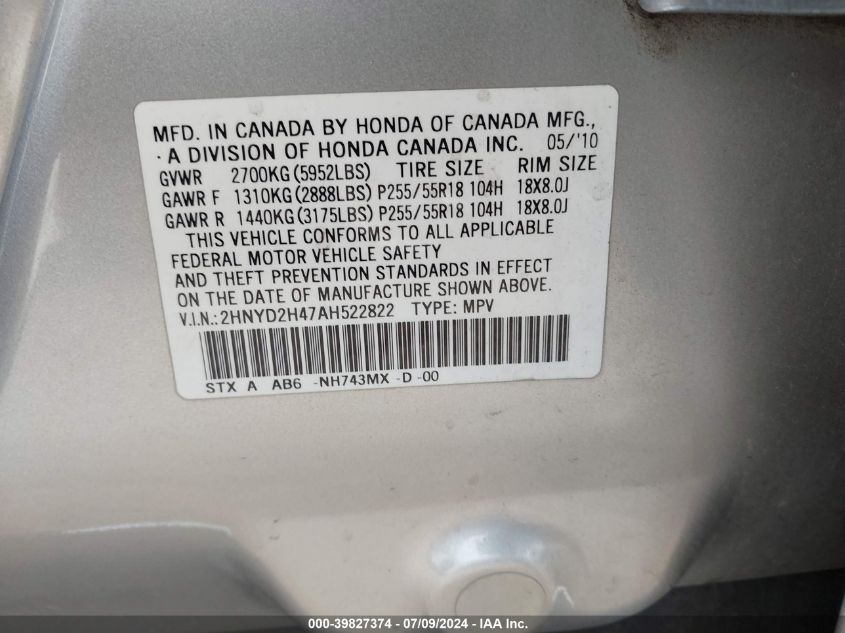 MFD. IN CANADA BY HONDA OF CANADA MFG.,
· A DIVISION OF HONDA CANADA INC. 05/'10
GVWR 2700KG (5952LBS) TIRE SIZE RIM SIZE
GAWR F 1310KG (2888LBS) P255/55R18 104H 18X8.0J
GAWR R 1440KG (3175LBS) P255/55R18 104H 18X8.0J
THIS VEHICLE CONFORMS TO ALL APPLICABLE
FEDERAL MOTOR VEHICLE SAFETY
AND THEFT PREVENTION STANDARDS IN EFFECT
ON THE DATE OF MANUFACTURE SHOWN ABOVE.
V.I.N.: 2HNYD2H47AH522822 TYPE: MPV
STX A AB6 -NH743MX -D -00
000-39827374 | 07/09/2024 | IAA Inc.